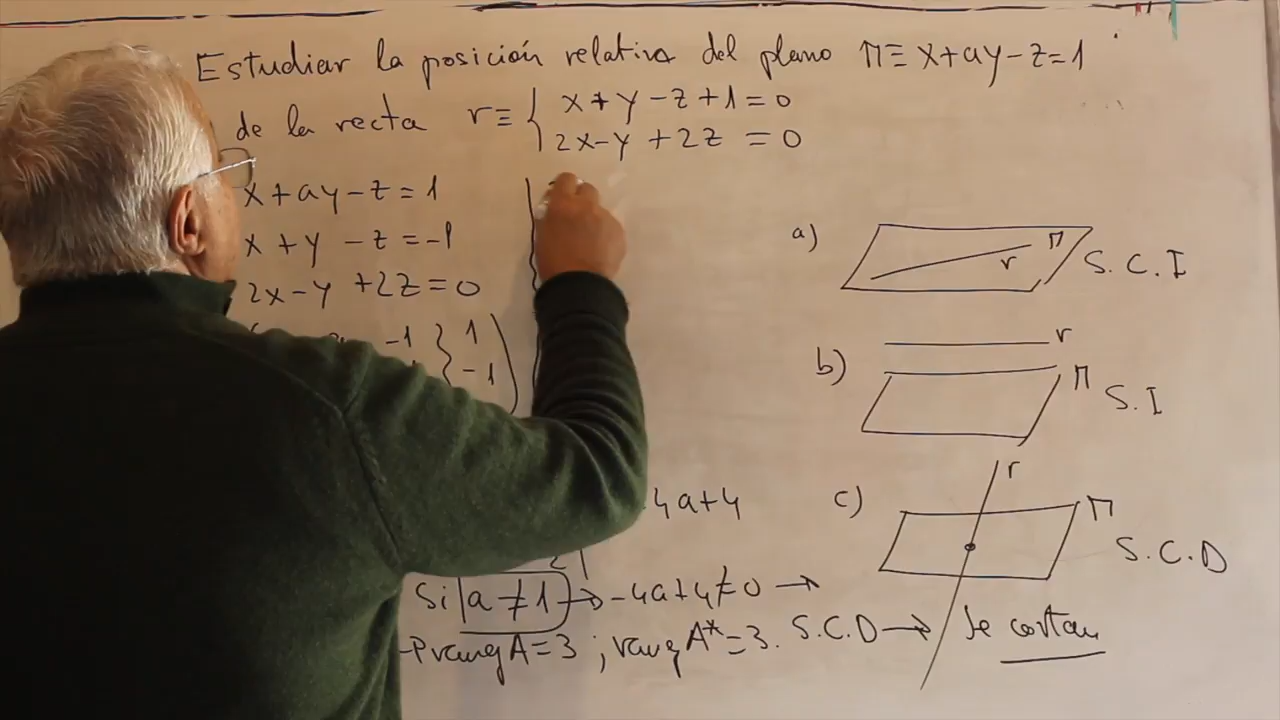 Estudiar la posición relativa del plano π≡ x+ay-z=1
de la recta r≡ { x+y-z+1=0
2x-y+2z=0
x+ay-z=1
x+y-z=-1
2x-y+2z=0
-1 | 1
-1
a) π r S.C.I
b) r π S.I
c) r π S.C.D
4a+4
Si a≠1 → -4a+4≠0 →
rang A=3 ; rang A*=3. S.C.D → Se cortan